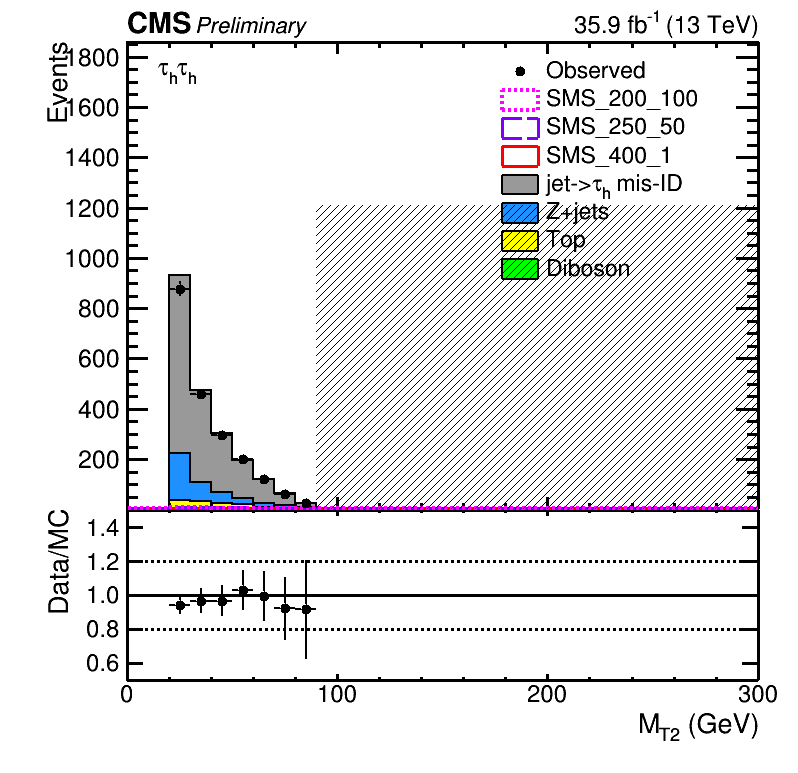 CMS Preliminary 35.9 fb⁻¹ (13 TeV)
Events
1800
1600
1400
1200
1000
800
600
400
200
τₕτₕ
Observed
SMS_200_100
SMS_250_50
SMS_400_1
jet->τₕ mis-ID
Z+jets
Top
Diboson
Data/MC
1.4
1.2
1.0
0.8
0.6
0 100 200 300
M_T2 (GeV)